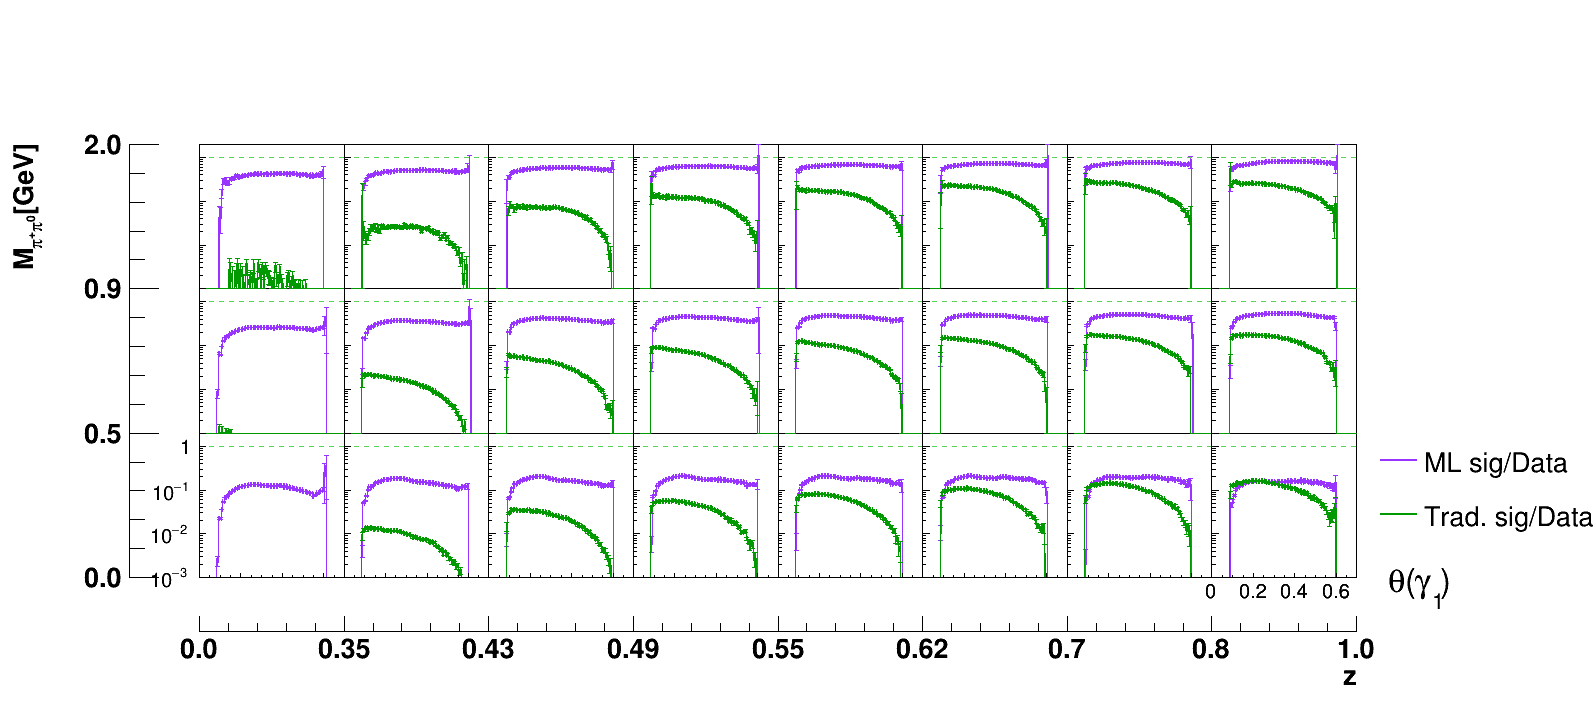 M π⁺π⁰ [GeV]
2.0
0.9
0.5
0.0
1
10⁻¹
10⁻²
10⁻³
ML sig/Data
Trad. sig/Data
0 0.2 0.4 0.6
θ(γ₁)
0.0 0.35 0.43 0.49 0.55 0.62 0.7 0.8 1.0
z